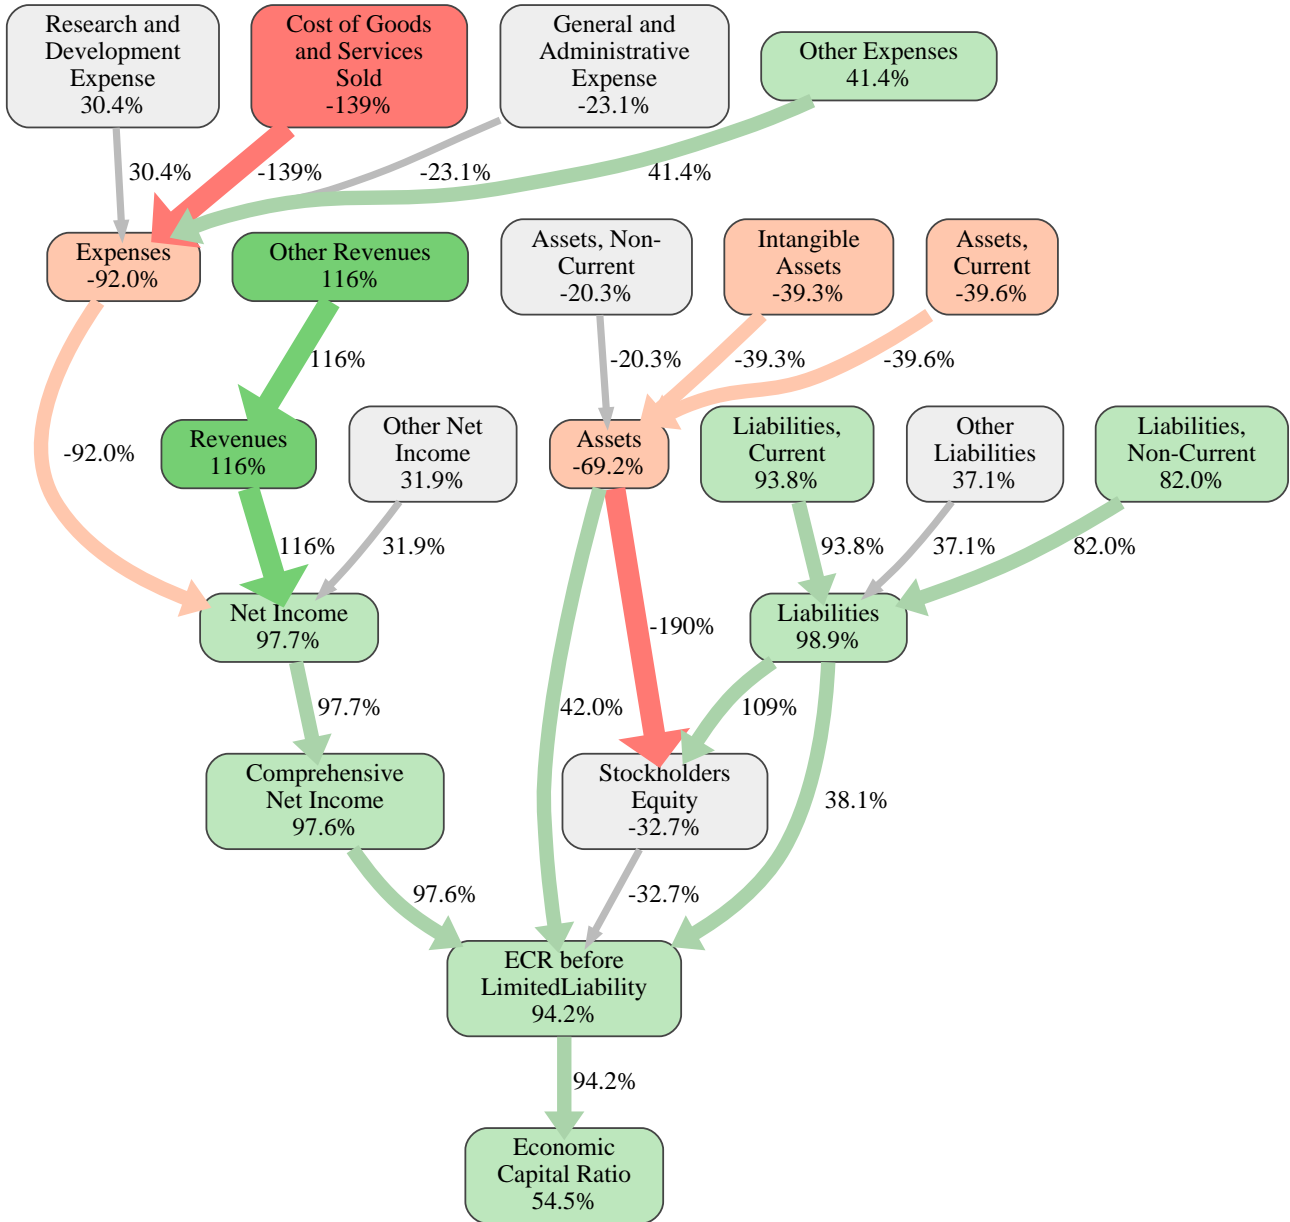 Research and
Development
Expense
30.4%
Cost of Goods
and Services
Sold
-139%
General and
Administrative
Expense
-23.1%
Other Expenses
41.4%
30.4%
-139%
-23.1%
41.4%
Expenses
-92.0%
Other Revenues
116%
Assets, Non-
Current
-20.3%
Intangible
Assets
-39.3%
Assets,
Current
-39.6%
116%
-20.3%
-39.3%
-39.6%
-92.0%
Revenues
116%
Other Net
Income
31.9%
Assets
-69.2%
Liabilities,
Current
93.8%
Other
Liabilities
37.1%
Liabilities,
Non-Current
82.0%
116%
31.9%
93.8%
37.1%
82.0%
Net Income
97.7%
-190%
Liabilities
98.9%
97.7%
42.0%
109%
Comprehensive
Net Income
97.6%
Stockholders
Equity
-32.7%
38.1%
97.6%
-32.7%
ECR before
LimitedLiability
94.2%
94.2%
Economic
Capital Ratio
54.5%